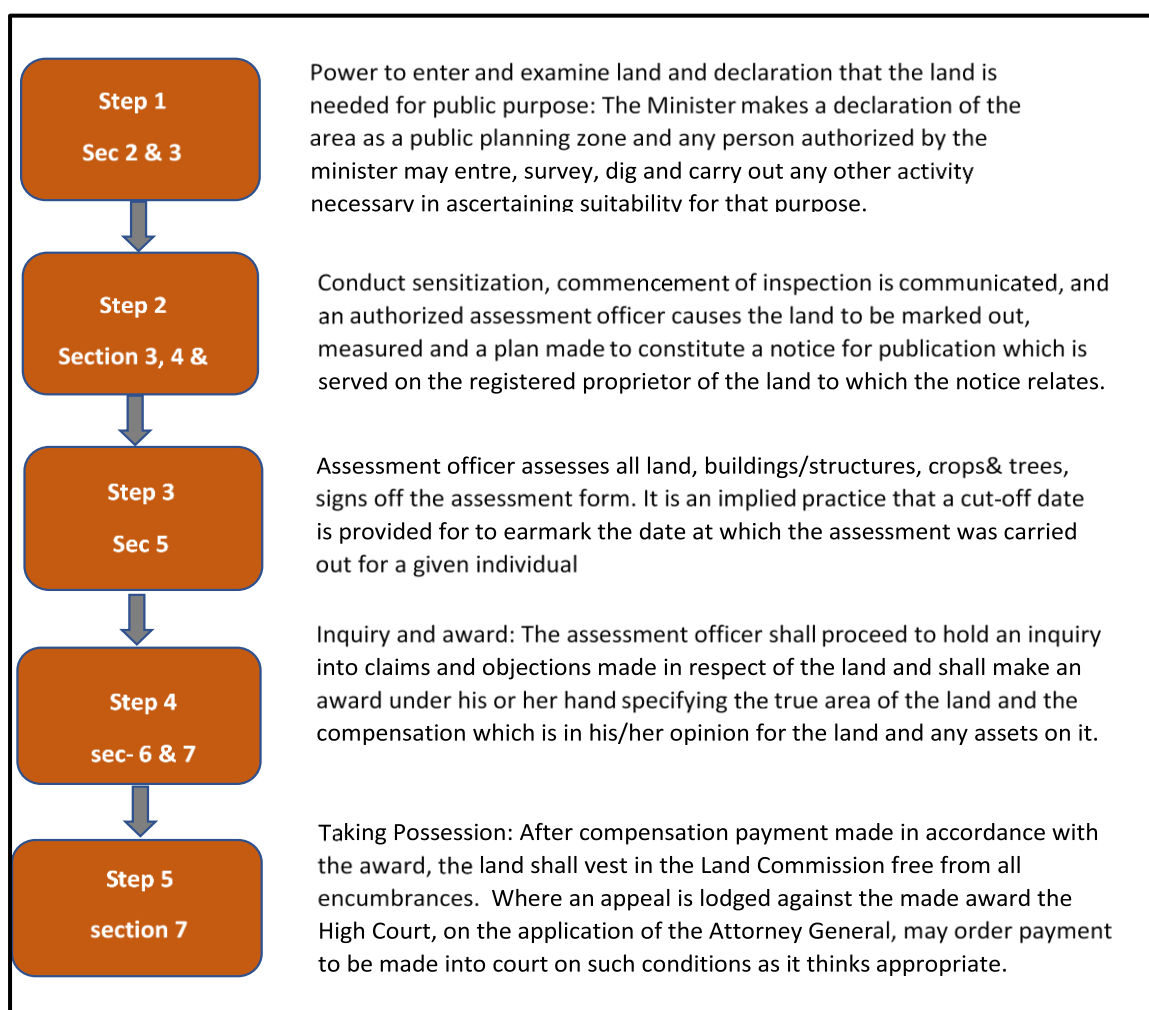 Step 1
Sec 2 & 3
Power to enter and examine land and declaration that the land is
needed for public purpose: The Minister makes a declaration of the
area as a public planning zone and any person authorized by the
minister may entre, survey, dig and carry out any other activity
necessary in ascertaining suitability for that purpose.
Step 2
Section 3, 4 &
Conduct sensitization, commencement of inspection is communicated, and
an authorized assessment officer causes the land to be marked out,
measured and a plan made to constitute a notice for publication which is
served on the registered proprietor of the land to which the notice relates.
Step 3
Sec 5
Assessment officer assesses all land, buildings/structures, crops& trees,
signs off the assessment form. It is an implied practice that a cut-off date
is provided for to earmark the date at which the assessment was carried
out for a given individual
Step 4
sec- 6 & 7
Inquiry and award: The assessment officer shall proceed to hold an inquiry
into claims and objections made in respect of the land and shall make an
award under his or her hand specifying the true area of the land and the
compensation which is in his/her opinion for the land and any assets on it.
Step 5
section 7
Taking Possession: After compensation payment made in accordance with
the award, the land shall vest in the Land Commission free from all
encumbrances.  Where an appeal is lodged against the made award the
High Court, on the application of the Attorney General, may order payment
to be made into court on such conditions as it thinks appropriate.